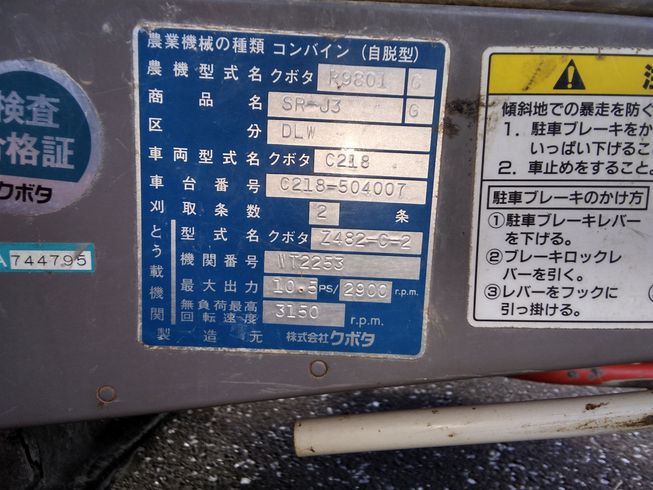 検査
合格証
クボタ
A744795
農業機械の種類 コンバイン(自脱型)
農機型式名 クボタ R9801 C
商品名 SR-J3 G
区分 DLW
車両型式名 クボタ C218
車台番号 C218-504007
刈取条数 2 条
とう載機関
型式名 クボタ Z482-C-2
機関番号 VT2253
最大出力 10.5PS/2900r.p.m.
無負荷最高回転速度 3150 r.p.m.
製造元 株式会社クボタ
注
傾斜地での暴走を防ぐ
1. 駐車ブレーキをか
いっぱい下げるこ
2. 車止めをすること。
駐車ブレーキのかけ方
①駐車ブレーキレバー
を下げる。
②ブレーキロックレ
バーを引く。
③レバーをフックに
引っ掛ける。